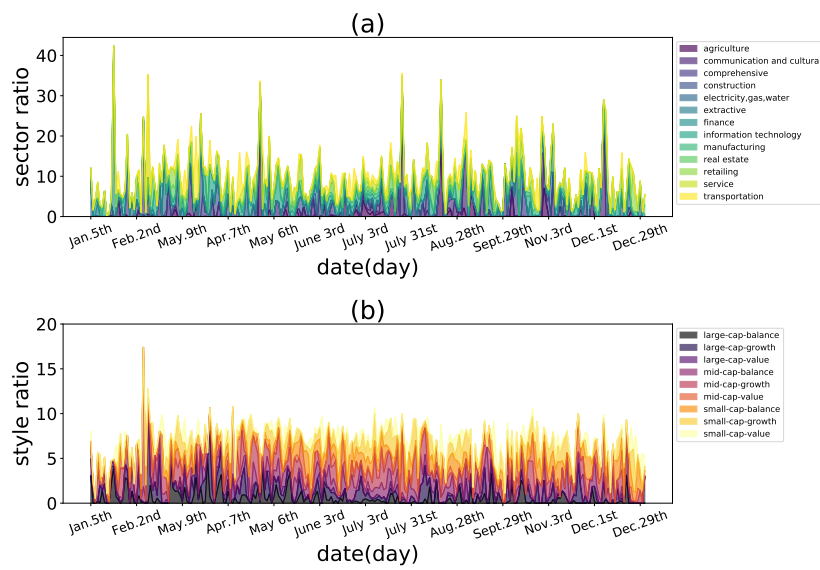 (a)
sector ratio
40
30
20
10
0
Jan.5th
Feb.2nd
May.9th
Apr.7th
May 6th
June 3rd
July 3rd
July 31st
Aug.28th
Sept.29th
Nov.3rd
Dec.1st
Dec.29th
date(day)
agriculture
communication and cultura
comprehensive
construction
electricity,gas,water
extractive
finance
information technology
manufacturing
real estate
retailing
service
transportation
(b)
style ratio
20
15
10
5
0
Jan.5th
Feb.2nd
May.9th
Apr.7th
May 6th
June 3rd
July 3rd
July 31st
Aug.28th
Sept.29th
Nov.3rd
Dec.1st
Dec.29th
date(day)
large-cap-balance
large-cap-growth
large-cap-value
mid-cap-balance
mid-cap-growth
mid-cap-value
small-cap-balance
small-cap-growth
small-cap-value